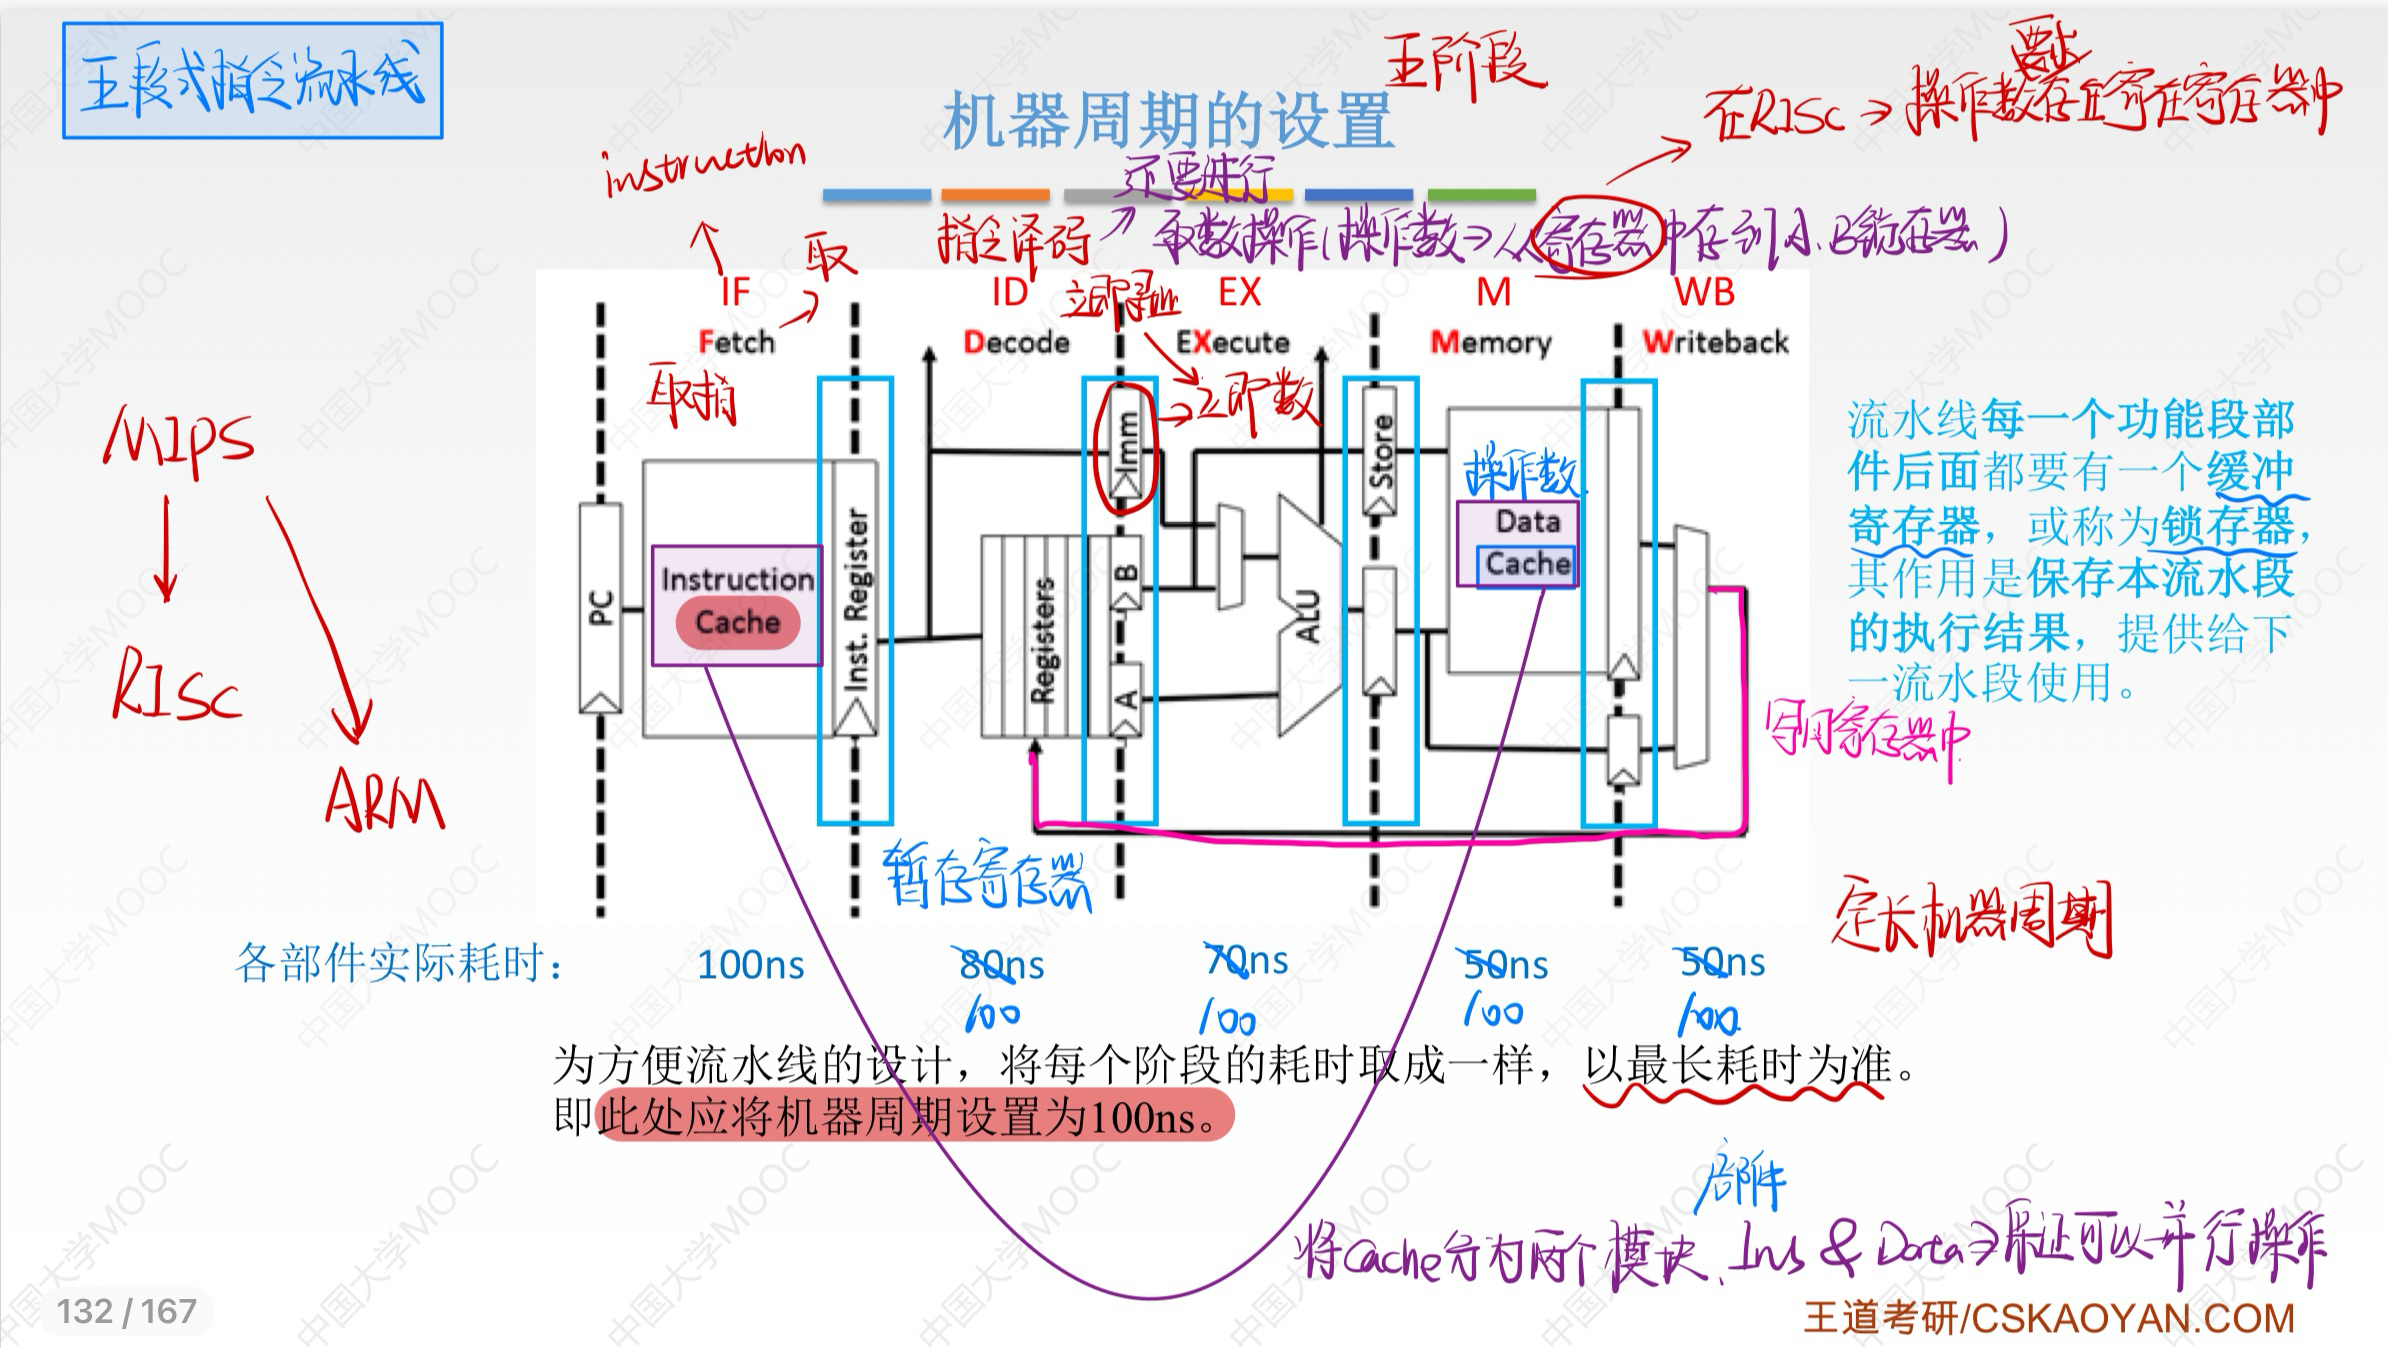 五段式指令流水线
五阶段
要求
机器周期的设置
在RISC → 操作数存在寄存器中
instruction
还要进行
取
指令译码 → 取数操作(操作数→从寄存器中存到A、B锁存器)
IF ID EX M WB
立即寻址
Fetch Decode EXecute Memory Writeback
取指
立即数
MIPS
RISC
ARM
PC
Instruction
Cache
Inst. Register
Registers
Imm
B
A
ALU
Store
操作数
Data
Cache
流水线每一个功能段部
件后面都要有一个缓冲
寄存器，或称为锁存器，
其作用是保存本流水段
的执行结果，提供给下
一流水段使用。
写回寄存器中
暂存寄存器
定长机器周期
各部件实际耗时： 100ns 80ns 70ns 50ns 50ns
100 100 100 100
为方便流水线的设计，将每个阶段的耗时取成一样，以最长耗时为准。
即此处应将机器周期设置为100ns。
部件
将Cache分为两个模块、Ins & Data→保证可以并行操作
132 / 167
王道考研/CSKAOYAN.COM
中国大学MOOC